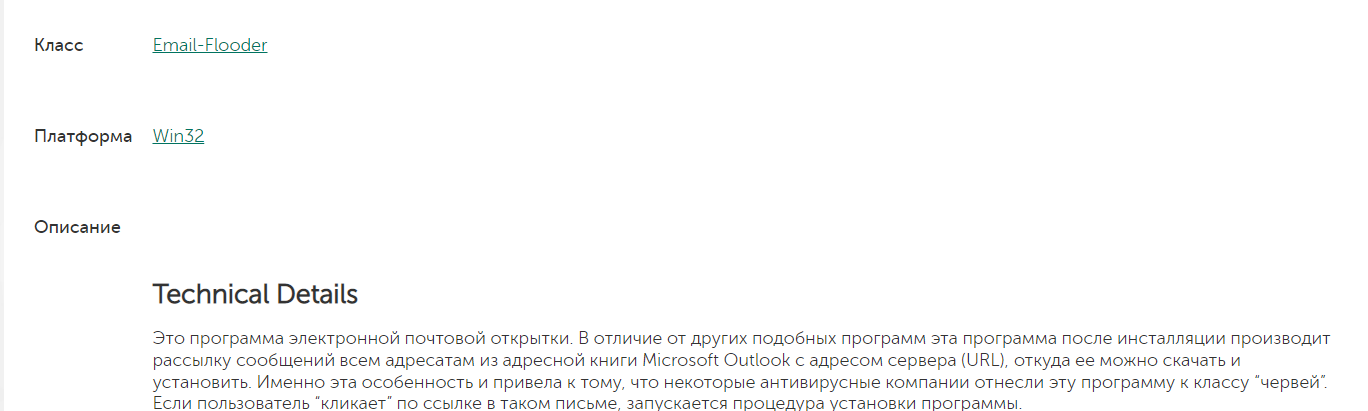 Класс Email-Flooder
Платформа Win32
Описание
Technical Details
Это программа электронной почтовой открытки. В отличие от других подобных программ эта программа после инсталляции производит
рассылку сообщений всем адресатам из адресной книги Microsoft Outlook с адресом сервера (URL), откуда ее можно скачать и
установить. Именно эта особенность и привела к тому, что некоторые антивирусные компании отнесли эту программу к классу “червей”.
Если пользователь “кликает” по ссылке в таком письме, запускается процедура установки программы.